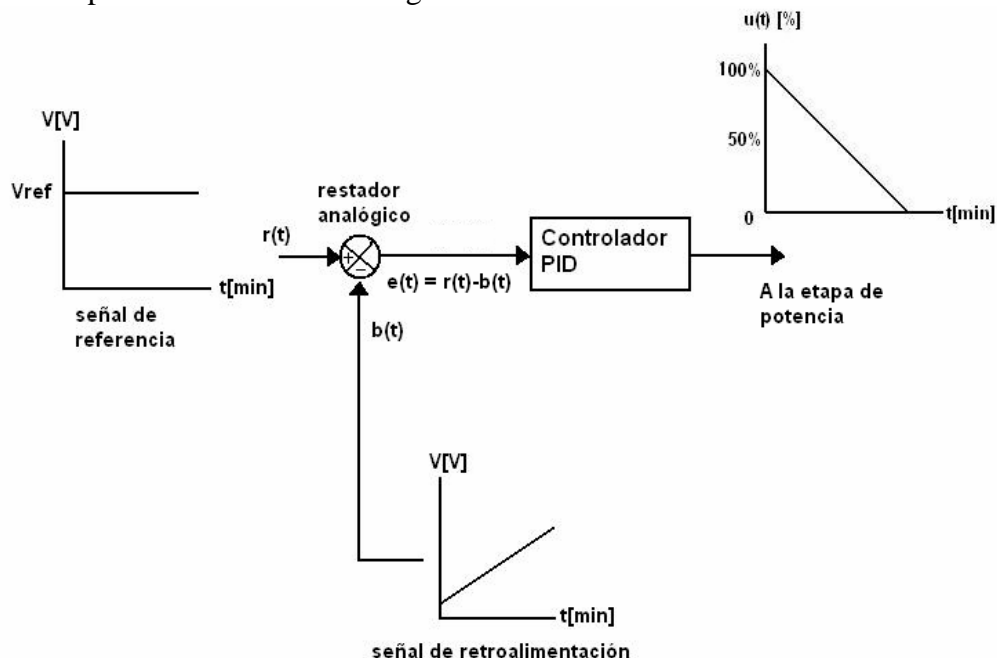 u(t) [%]
100%
50%
0
t[min]
V[V]
Vref
t[min]
señal de
referencia
restador
analógico
r(t)
+
−
e(t) = r(t)-b(t)
b(t)
Controlador
PID
A la etapa de
potencia
V[V]
t[min]
señal de retroalimentación